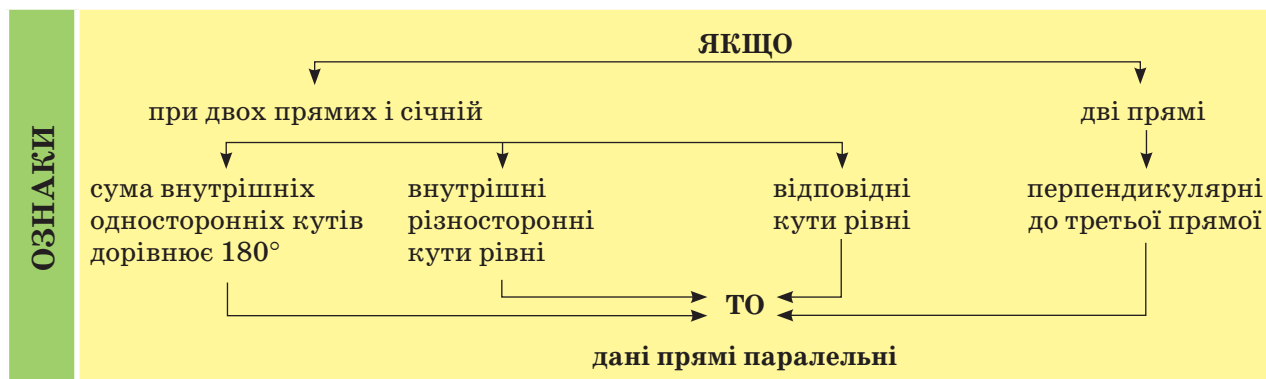 ОЗНАКИ
ЯКЩО
при двох прямих і січній
дві прямі
сума внутрішніх
односторонніх кутів
дорівнює 180°
внутрішні
різносторонні
кути рівні
відповідні
кути рівні
перпендикулярні
до третьої прямої
ТО
дані прямі паралельні